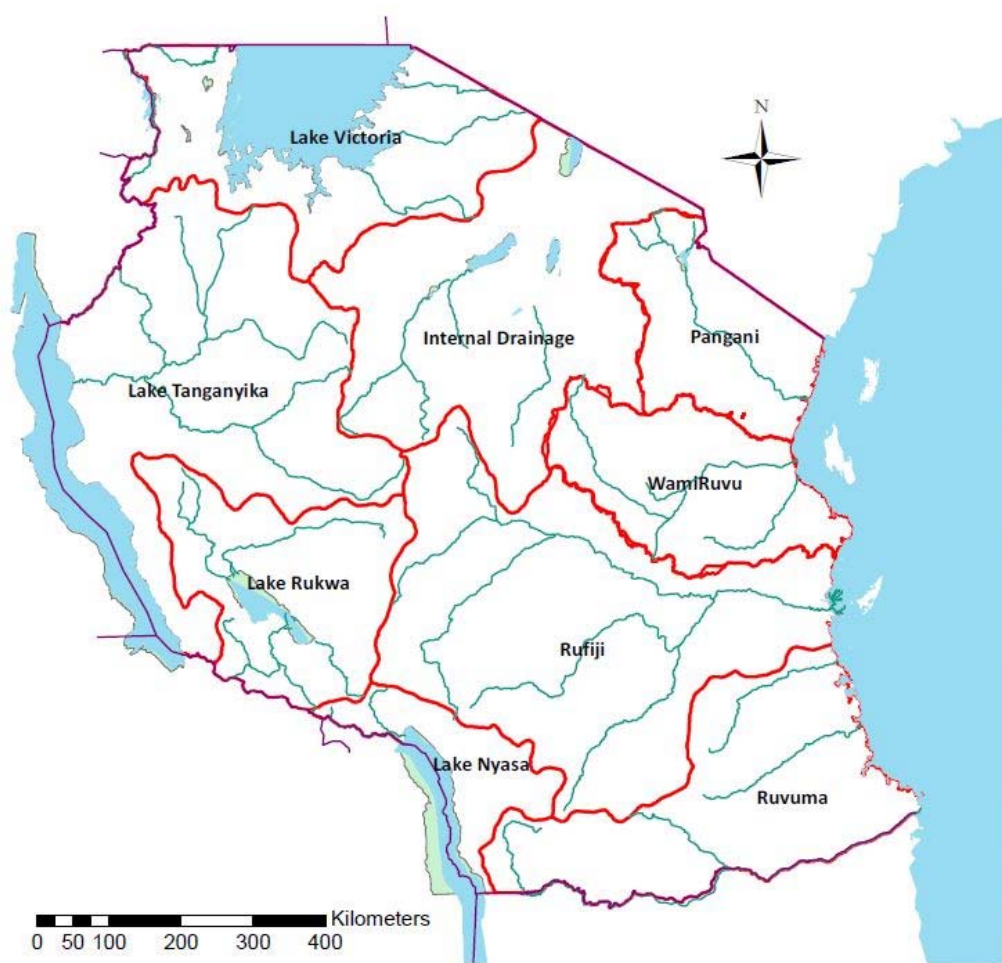 N
Lake Victoria
Internal Drainage
Pangani
Lake Tanganyika
WamiRuvu
Lake Rukwa
Rufiji
Lake Nyasa
Ruvuma
Kilometers
0 50 100 200 300 400